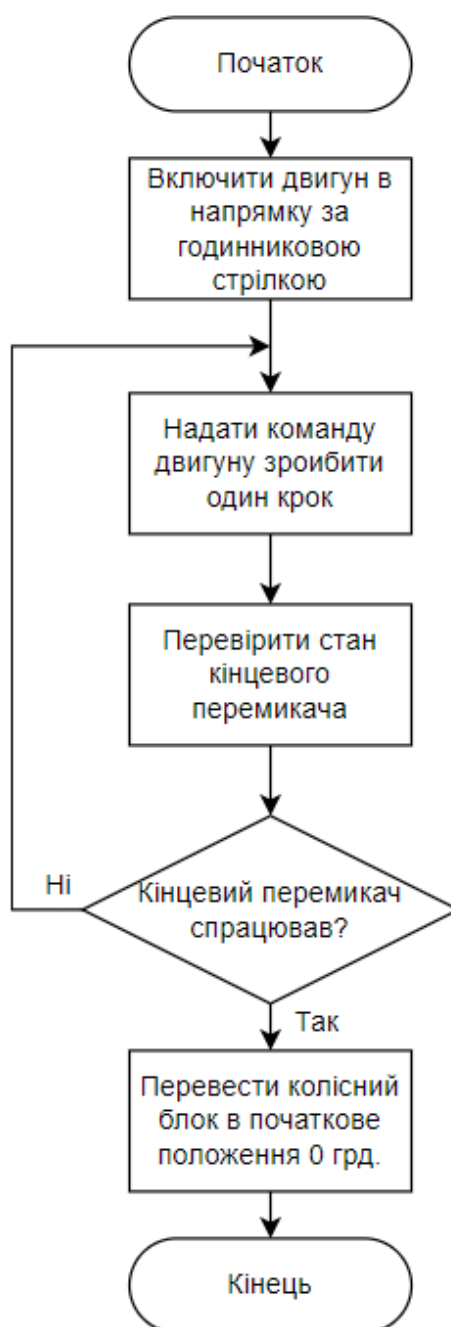 Початок
Включити двигун в
напрямку за
годинниковою
стрілкою
Надати команду
двигуну зроибити
один крок
Перевірити стан
кінцевого
перемикача
Ні
Кінцевий перемикач
спрацював?
Так
Перевести колісний
блок в початкове
положення 0 грд.
Кінець